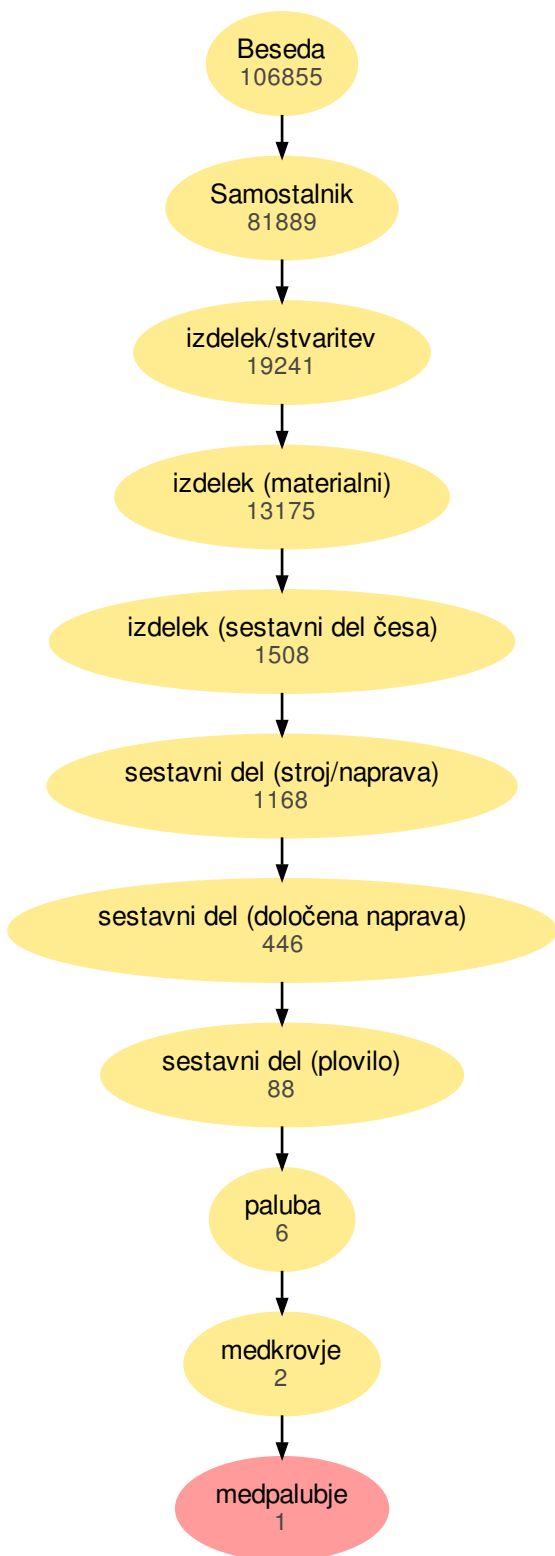 Beseda
106855
Samostalnik
81889
izdelek/stvaritev
19241
izdelek (materialni)
13175
izdelek (sestavni del česa)
1508
sestavni del (stroj/naprava)
1168
sestavni del (določena naprava)
446
sestavni del (plovilo)
88
paluba
6
medkrovje
2
medpalubje
1